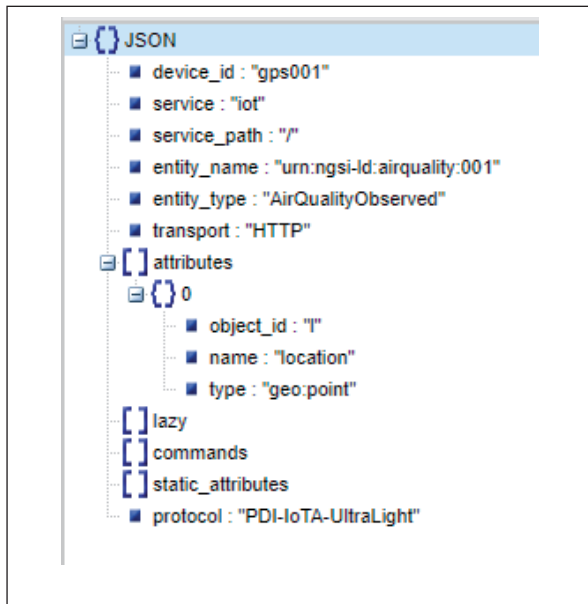 JSON
device_id : "gps001"
service : "iot"
service_path : "/"
entity_name : "urn:ngsi-ld:airquality:001"
entity_type : "AirQualityObserved"
transport : "HTTP"
attributes
0
object_id : "l"
name : "location"
type : "geo:point"
lazy
commands
static_attributes
protocol : "PDI-IoTA-UltraLight"